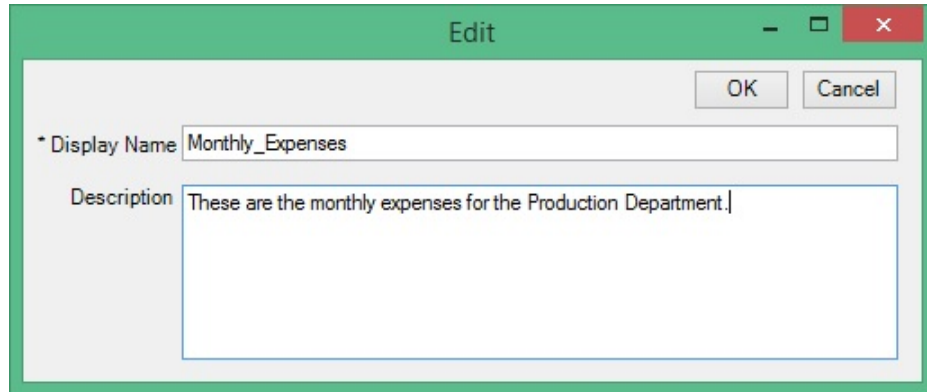 Edit
OK Cancel
* Display Name Monthly_Expenses
Description These are the monthly expenses for the Production Department.